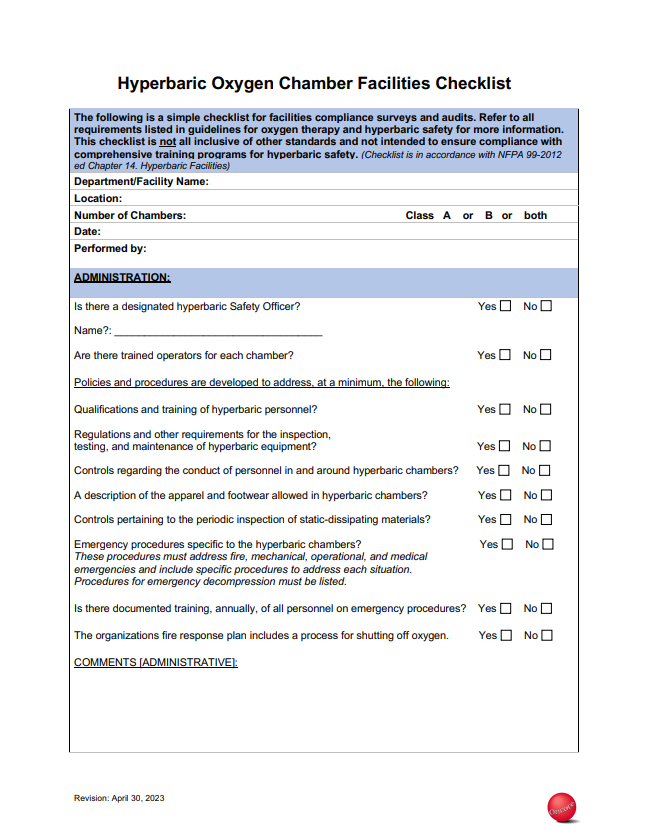 Hyperbaric Oxygen Chamber Facilities Checklist
The following is a simple checklist for facilities compliance surveys and audits. Refer to all
requirements listed in guidelines for oxygen therapy and hyperbaric safety for more information.
This checklist is not all inclusive of other standards and not intended to ensure compliance with
comprehensive training programs for hyperbaric safety. (Checklist is in accordance with NFPA 99-2012
ed Chapter 14. Hyperbaric Facilities)
Department/Facility Name:
Location:
Number of Chambers: Class A or B or both
Date:
Performed by:
ADMINISTRATION:
Is there a designated hyperbaric Safety Officer? Yes ☐ No ☐
Name?: ___________________________________
Are there trained operators for each chamber? Yes ☐ No ☐
Policies and procedures are developed to address, at a minimum, the following:
Qualifications and training of hyperbaric personnel? Yes ☐ No ☐
Regulations and other requirements for the inspection,
testing, and maintenance of hyperbaric equipment? Yes ☐ No ☐
Controls regarding the conduct of personnel in and around hyperbaric chambers? Yes ☐ No ☐
A description of the apparel and footwear allowed in hyperbaric chambers? Yes ☐ No ☐
Controls pertaining to the periodic inspection of static-dissipating materials? Yes ☐ No ☐
Emergency procedures specific to the hyperbaric chambers? Yes ☐ No ☐
These procedures must address fire, mechanical, operational, and medical
emergencies and include specific procedures to address each situation.
Procedures for emergency decompression must be listed.
Is there documented training, annually, of all personnel on emergency procedures? Yes ☐ No ☐
The organizations fire response plan includes a process for shutting off oxygen. Yes ☐ No ☐
COMMENTS [ADMINISTRATIVE]:
Revision: April 30, 2023
Oncore